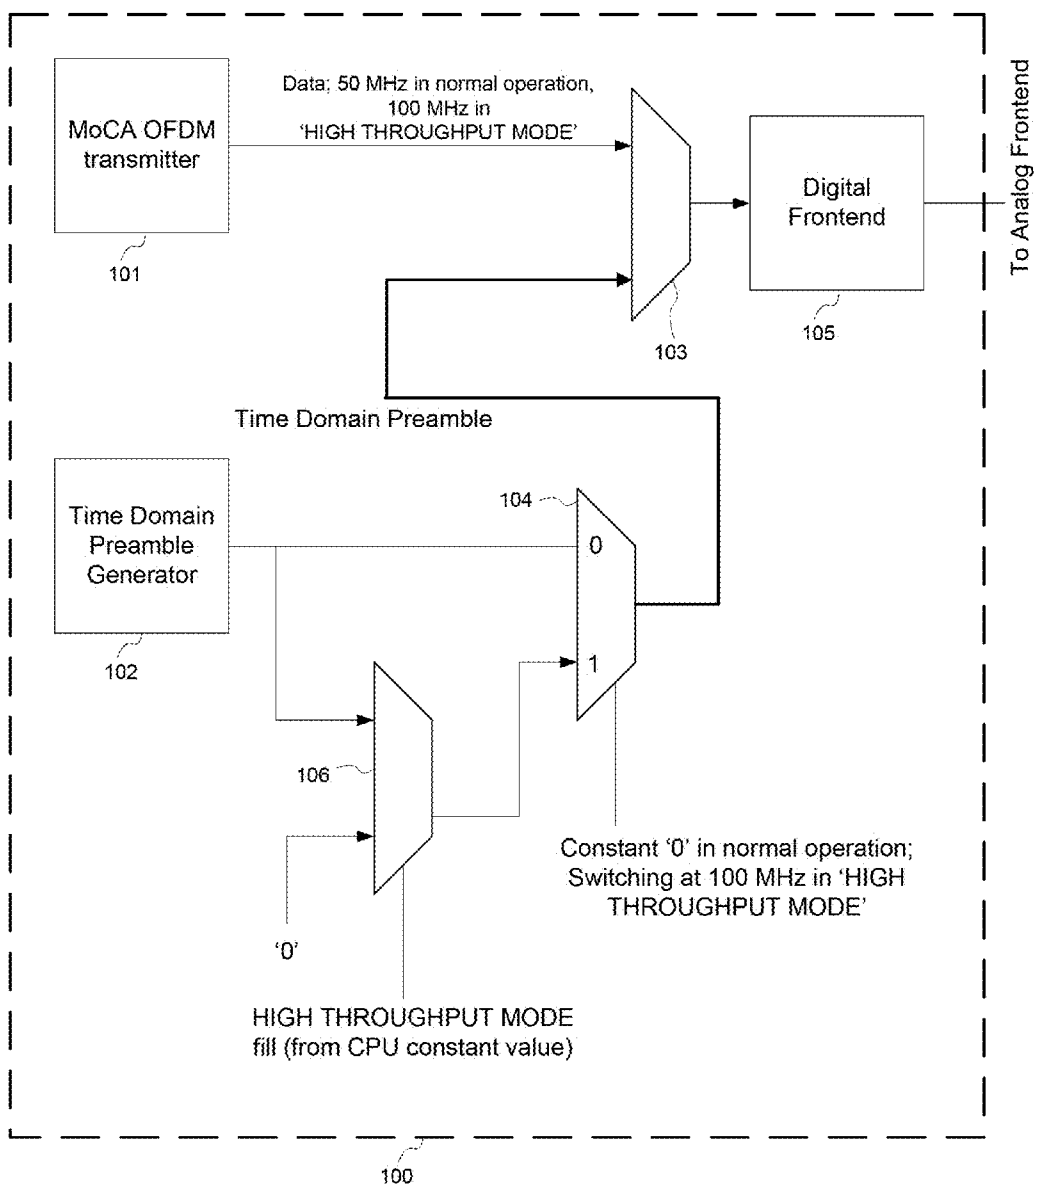 Data; 50 MHz in normal operation,
100 MHz in
‘HIGH THROUGHPUT MODE’
MoCA OFDM
transmitter
101
103
Digital
Frontend
105
To Analog Frontend
Time Domain Preamble
Time Domain
Preamble
Generator
102
104
0
1
106
‘0’
Constant ‘0’ in normal operation;
Switching at 100 MHz in ‘HIGH
THROUGHPUT MODE’
HIGH THROUGHPUT MODE
fill (from CPU constant value)
100